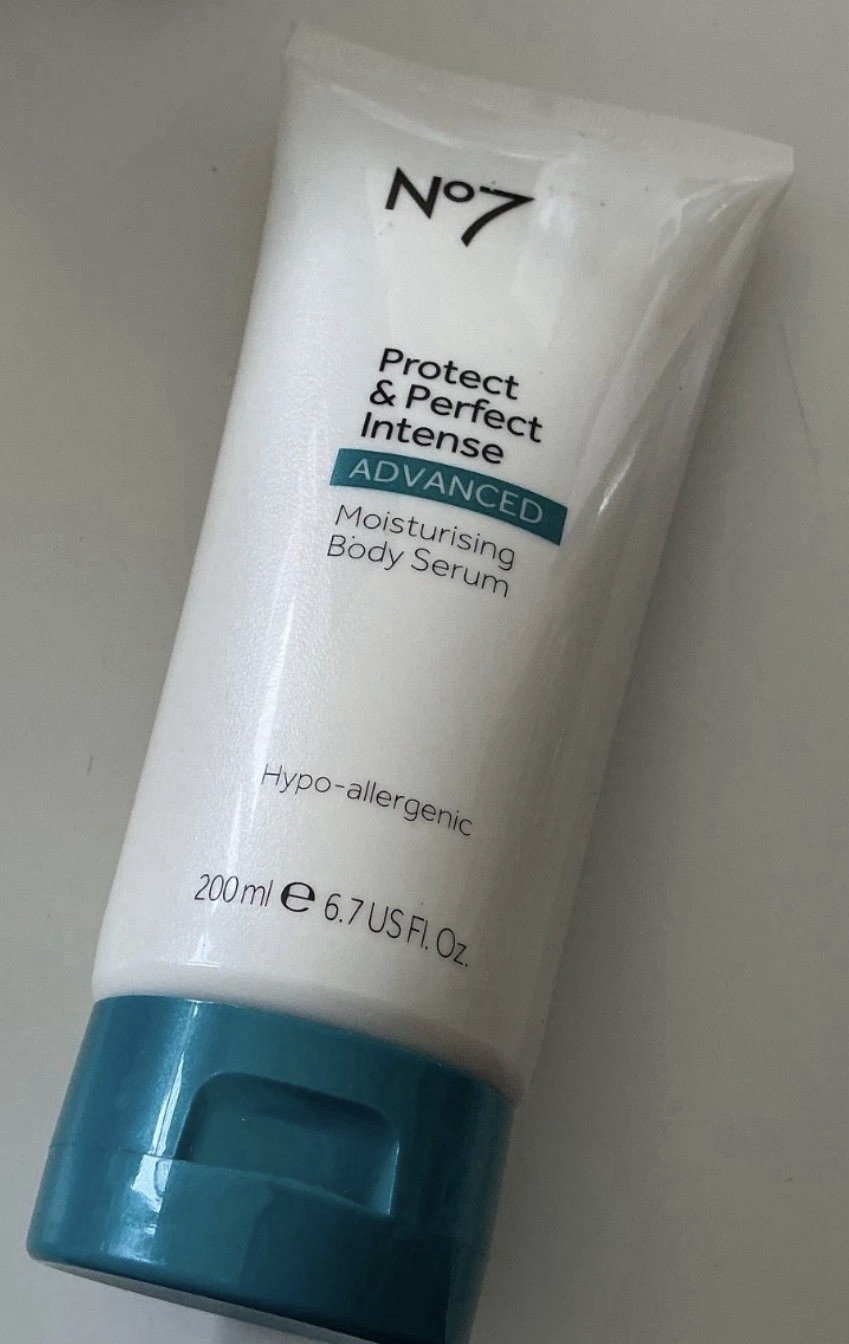 No7
Protect
& Perfect
Intense
ADVANCED
Moisturising
Body Serum
Hypo-allergenic
200ml e 6.7 US Fl. Oz.